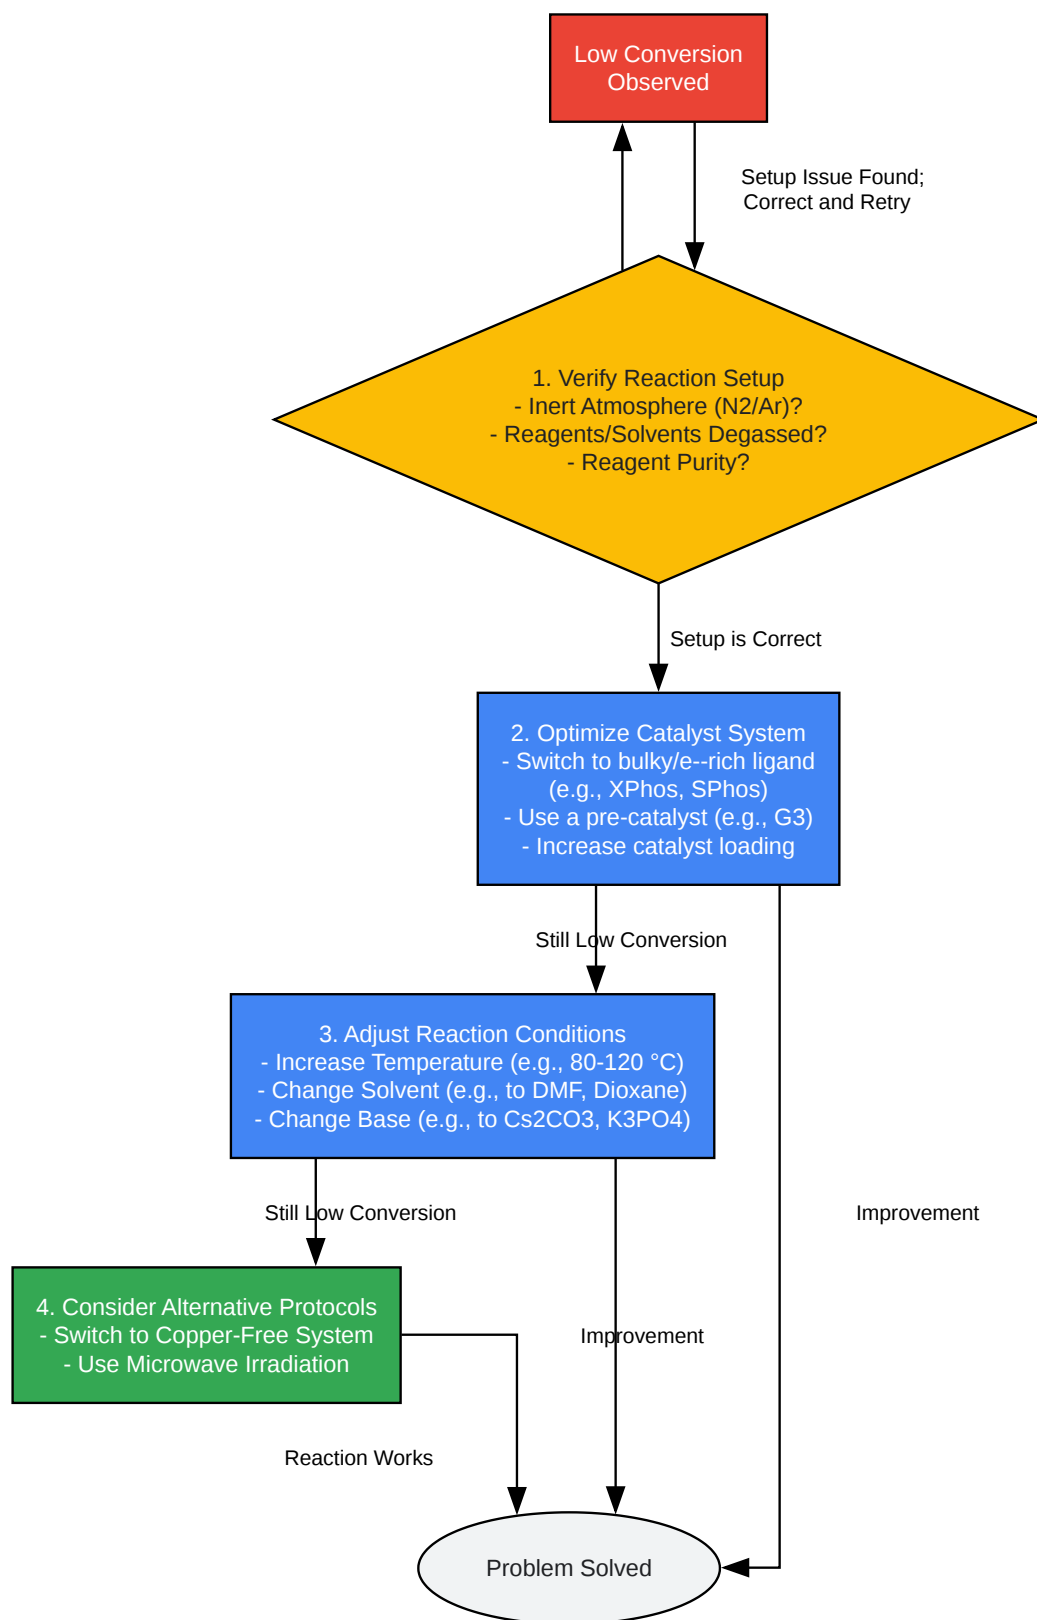 Low Conversion
Observed
Setup Issue Found;
Correct and Retry
1. Verify Reaction Setup
- Inert Atmosphere (N2/Ar)?
- Reagents/Solvents Degassed?
- Reagent Purity?
Setup is Correct
2. Optimize Catalyst System
- Switch to bulky/e--rich ligand
(e.g., XPhos, SPhos)
- Use a pre-catalyst (e.g., G3)
- Increase catalyst loading
Still Low Conversion
3. Adjust Reaction Conditions
- Increase Temperature (e.g., 80-120 °C)
- Change Solvent (e.g., to DMF, Dioxane)
- Change Base (e.g., to Cs2CO3, K3PO4)
Still Low Conversion
Improvement
4. Consider Alternative Protocols
- Switch to Copper-Free System
- Use Microwave Irradiation
Improvement
Reaction Works
Problem Solved